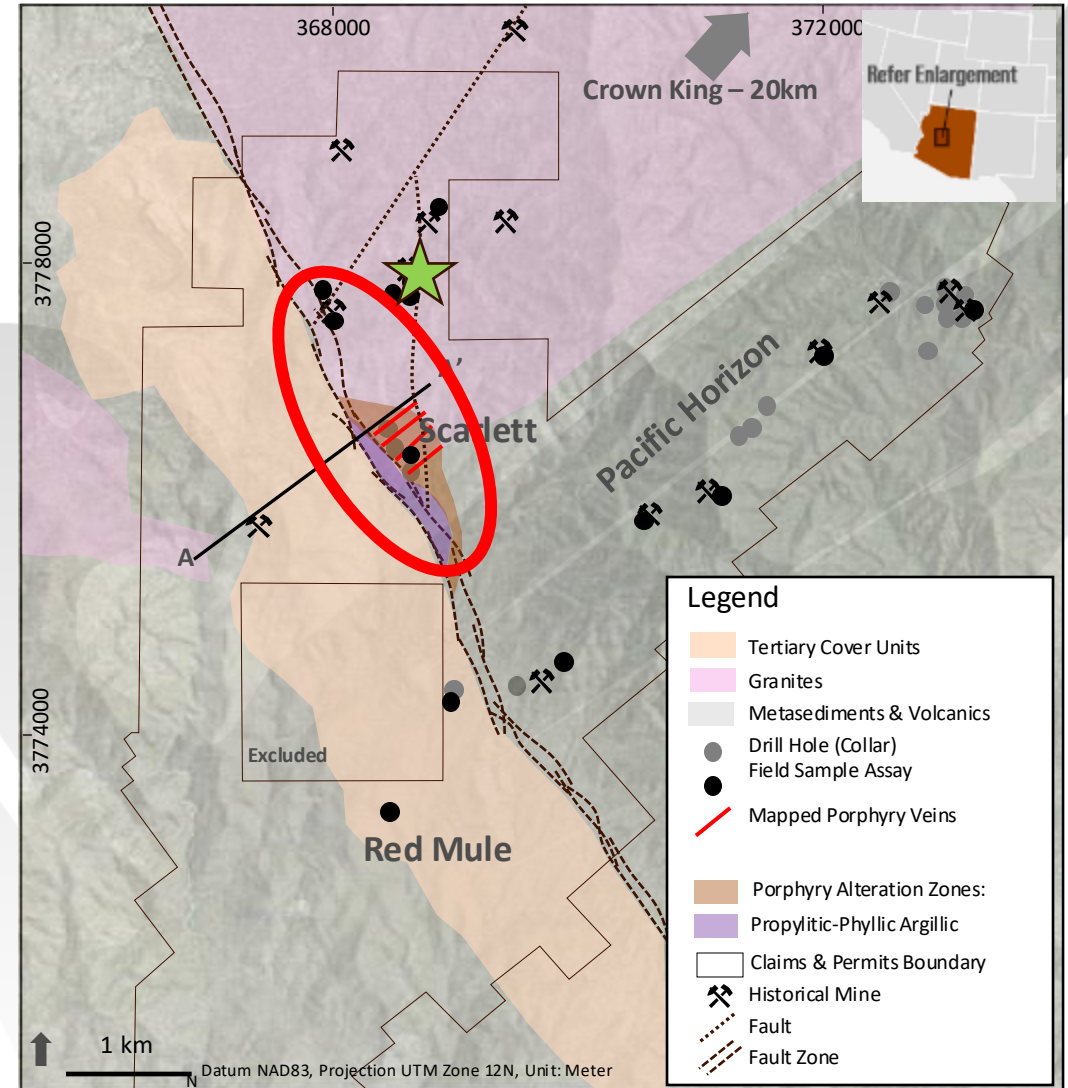 368000
372000
Refer Enlargement
Crown King – 20km
3778000
Pacific Horizon
A’
Scarlett
A
Legend
Tertiary Cover Units
Granites
Metasediments & Volcanics
Drill Hole (Collar)
Field Sample Assay
Mapped Porphyry Veins
Porphyry Alteration Zones:
Propylitic-Phyllic Argillic
Claims & Permits Boundary
Historical Mine
Fault
Fault Zone
3774000
Excluded
Red Mule
1 km
N
Datum NAD83, Projection UTM Zone 12N, Unit: Meter